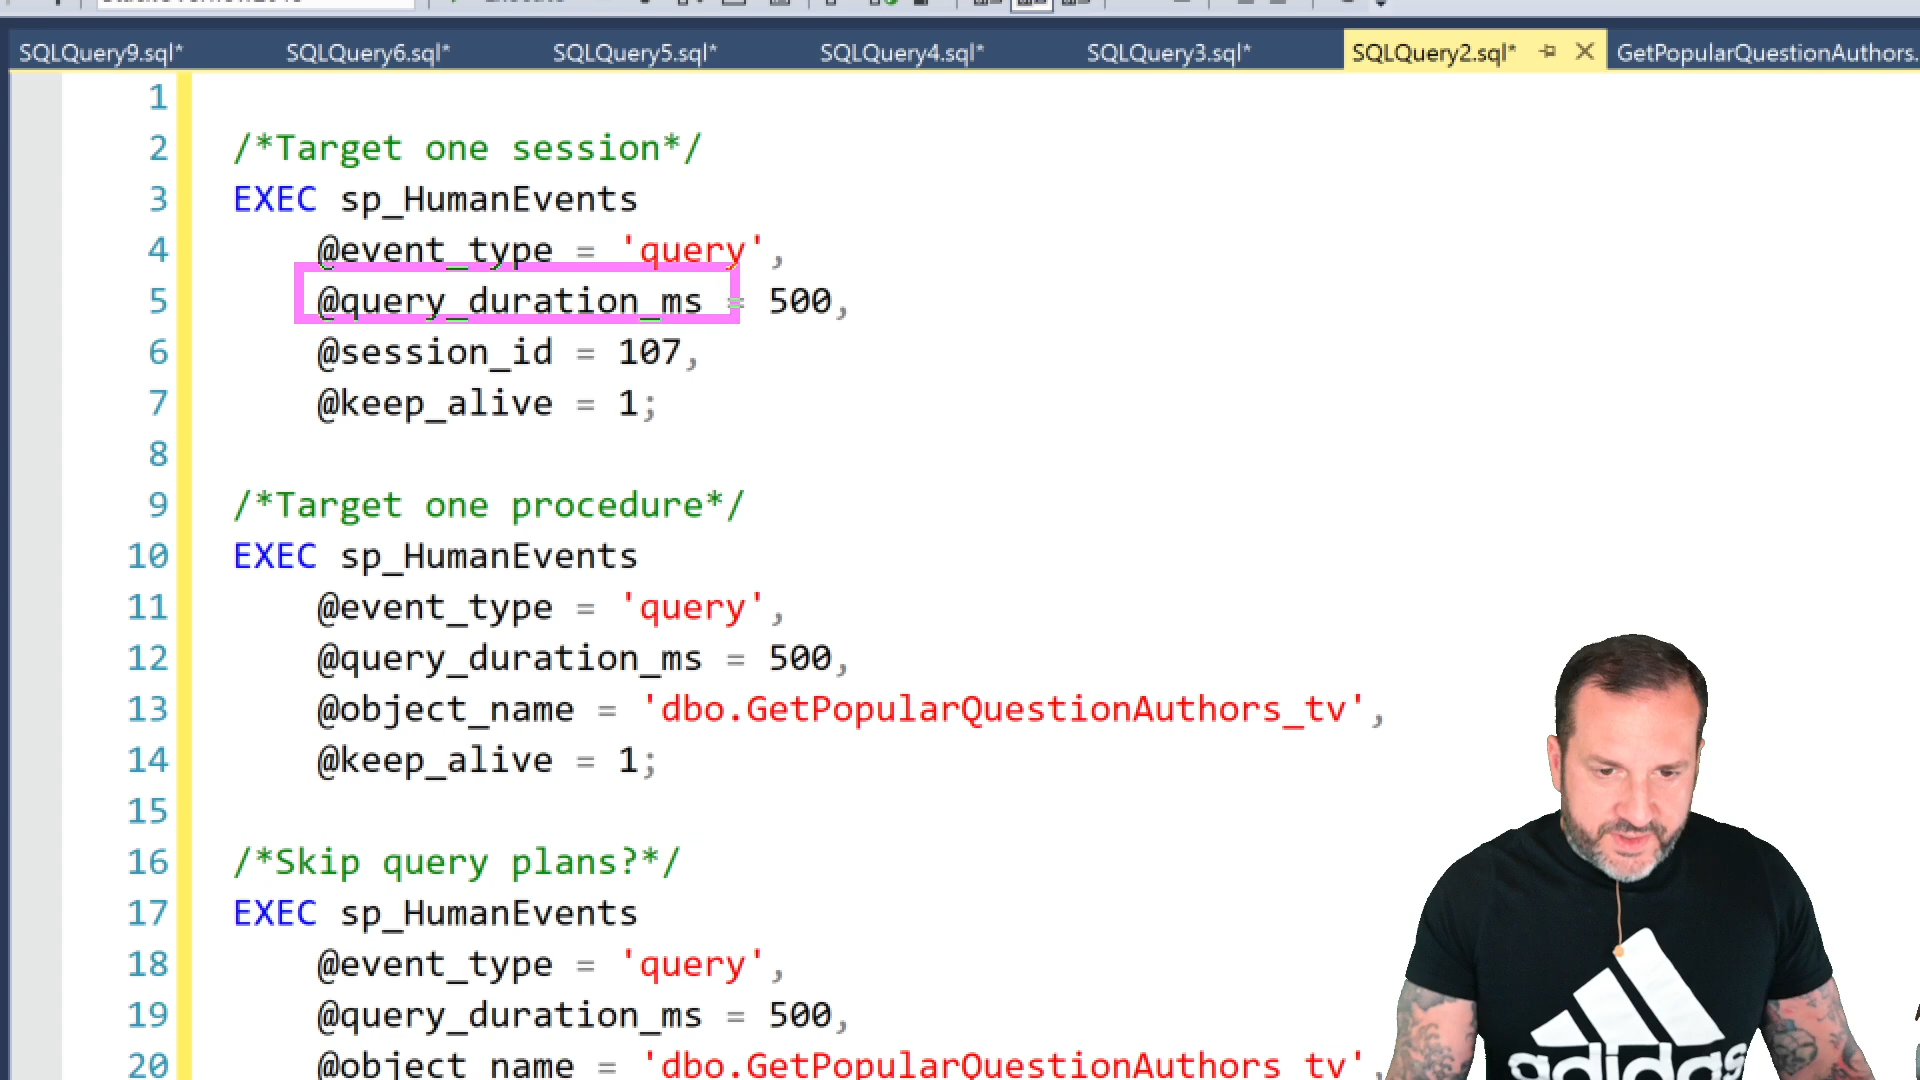 SQLQuery9.sql* SQLQuery6.sql* SQLQuery5.sql* SQLQuery4.sql* SQLQuery3.sql* SQLQuery2.sql* GetPopularQuestionAuthors.
1
2 /*Target one session*/
3 EXEC sp_HumanEvents
4 @event_type = 'query',
5 @query_duration_ms = 500,
6 @session_id = 107,
7 @keep_alive = 1;
8
9 /*Target one procedure*/
10 EXEC sp_HumanEvents
11 @event_type = 'query',
12 @query_duration_ms = 500,
13 @object_name = 'dbo.GetPopularQuestionAuthors_tv',
14 @keep_alive = 1;
15
16 /*Skip query plans?*/
17 EXEC sp_HumanEvents
18 @event_type = 'query',
19 @query_duration_ms = 500,
20 @object_name = 'dbo.GetPopularQuestionAuthors_tv',
adidas